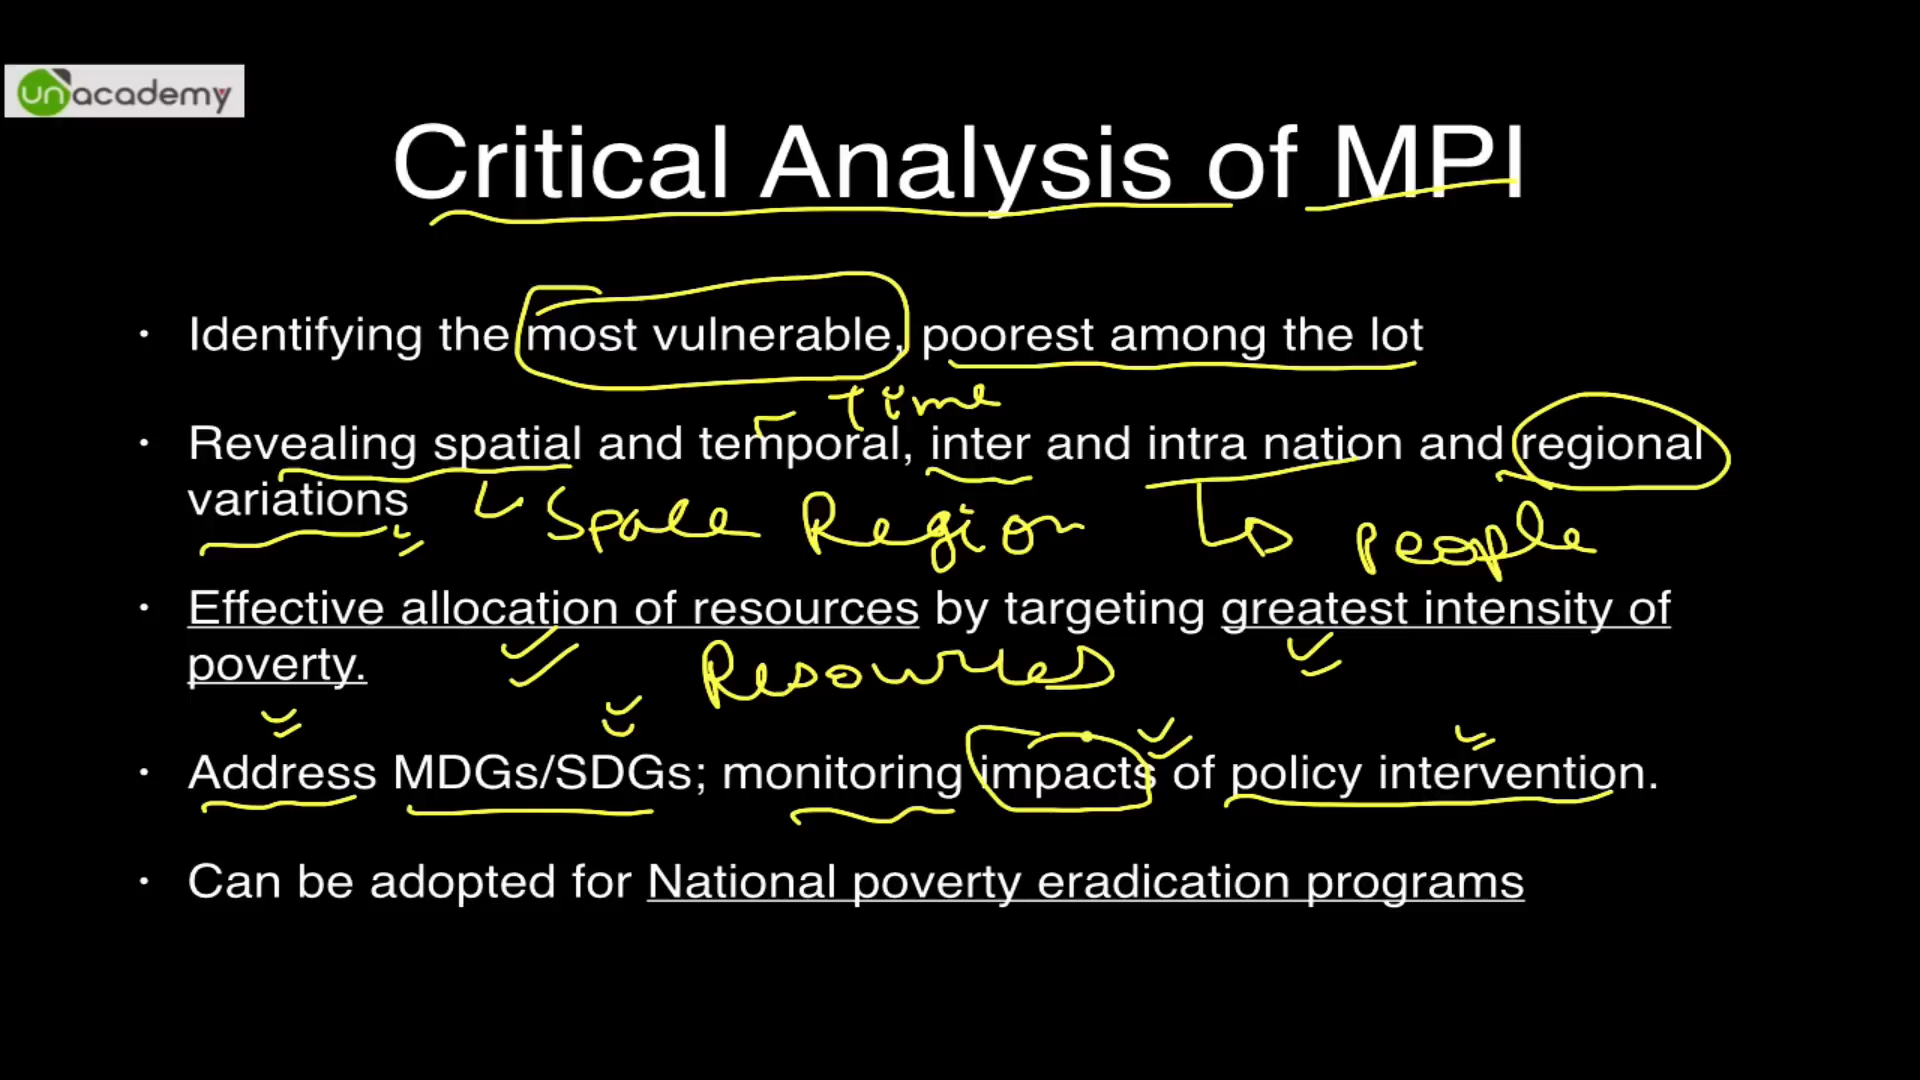 unacademy
Critical Analysis of MPI
• Identifying the most vulnerable, poorest among the lot
Time
• Revealing spatial and temporal, inter and intra nation and regional
variations
Space Region People
• Effective allocation of resources by targeting greatest intensity of
poverty.
Resources
• Address MDGs/SDGs; monitoring impacts of policy intervention.
• Can be adopted for National poverty eradication programs